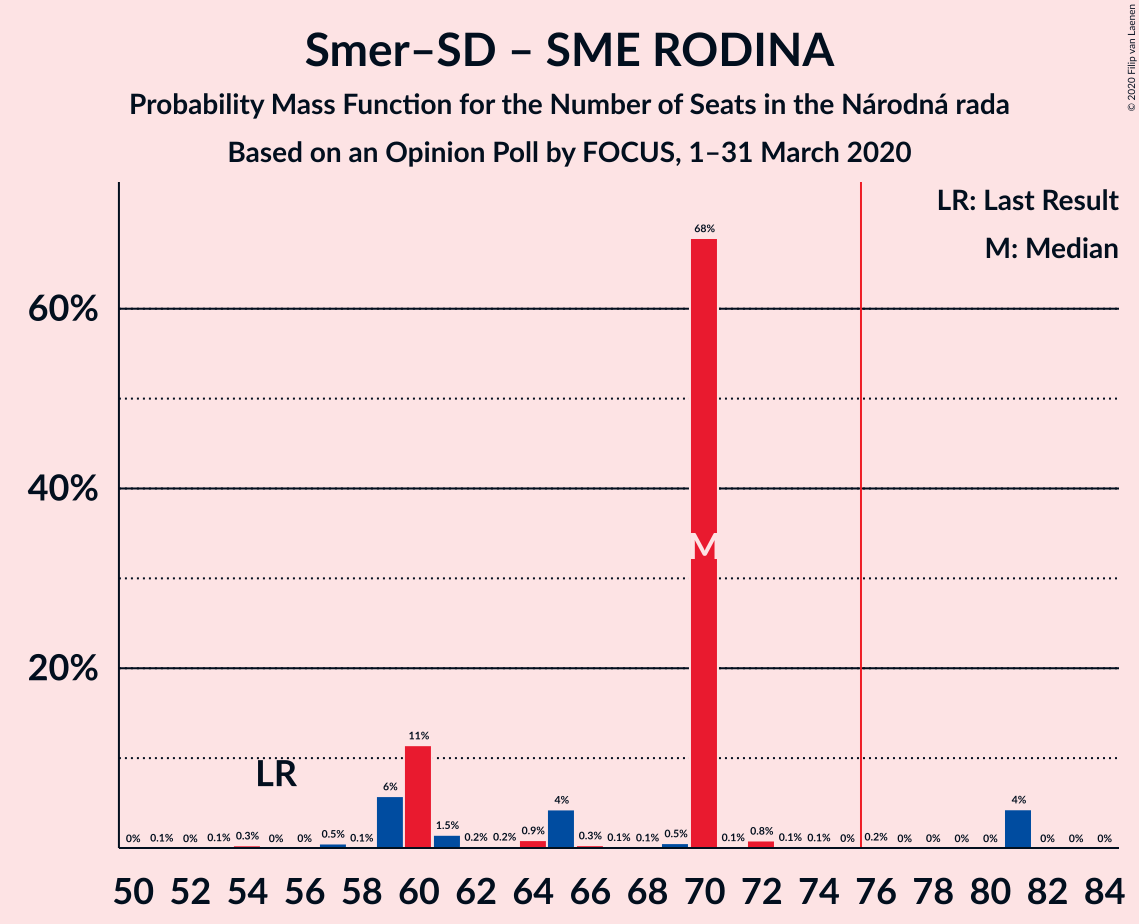 Smer–SD – SME RODINA
Probability Mass Function for the Number of Seats in the Národná rada
Based on an Opinion Poll by FOCUS, 1–31 March 2020
© 2020 Filip van Laenen
LR: Last Result
M: Median
60%
40%
20%
LR
M
0% 0.1% 0% 0.1% 0.3% 0% 0% 0.5% 0.1% 6% 11% 1.5% 0.2% 0.2% 0.9% 4% 0.3% 0.1% 0.1% 0.5% 68% 0.1% 0.8% 0.1% 0.1% 0% 0.2% 0% 0% 0% 0% 4% 0% 0% 0%
50 52 54 56 58 60 62 64 66 68 70 72 74 76 78 80 82 84